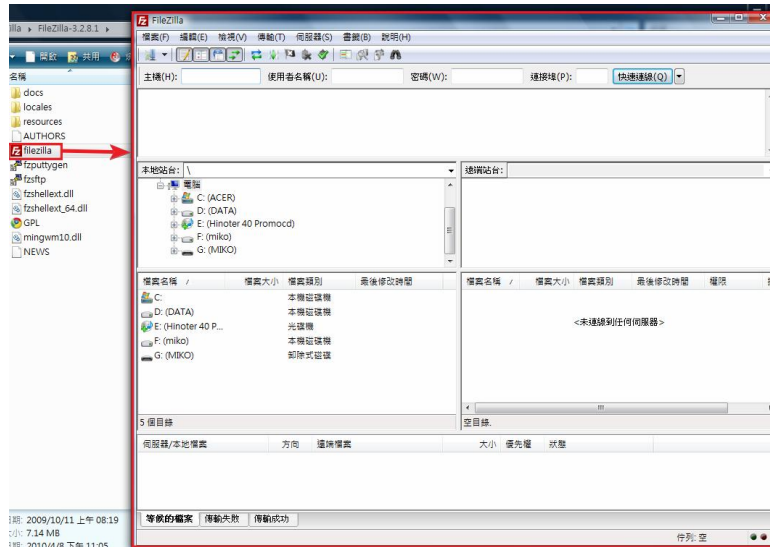 FileZilla-3.2.8.1
開啟 共用
名稱
docs
locales
resources
AUTHORS
filezilla
fzputtygen
fzsftp
fzshellext.dll
fzshellext_64.dll
GPL
mingwm10.dll
NEWS
2009/10/11 上午 08:19
7.14 MB
2010/4/8 下午 11:05
FileZilla
檔案(F) 編輯(E) 檢視(V) 傳輸(T) 伺服器(S) 書籤(B) 說明(H)
主機(H): 使用者名稱(U): 密碼(W): 連接埠(P): 快速連線(Q)
本地站台: \
電腦
C: (ACER)
D: (DATA)
E: (Hinoter 40 Promocd)
F: (miko)
G: (MIKO)
遠端站台:
檔案名稱 / 檔案大小 檔案類別 最後修改時間
C: 本機磁碟機
D: (DATA) 本機磁碟機
E: (Hinoter 40 P... 光碟機
F: (miko) 本機磁碟機
G: (MIKO) 卸除式磁碟
5 個目錄
檔案名稱 / 檔案大小 檔案類別 最後修改時間 權限
<未連線到任何伺服器>
空目錄.
伺服器/本地檔案 方向 遠端檔案 大小 優先權 狀態
等候的檔案 傳輸失敗 傳輸成功
佇列: 空